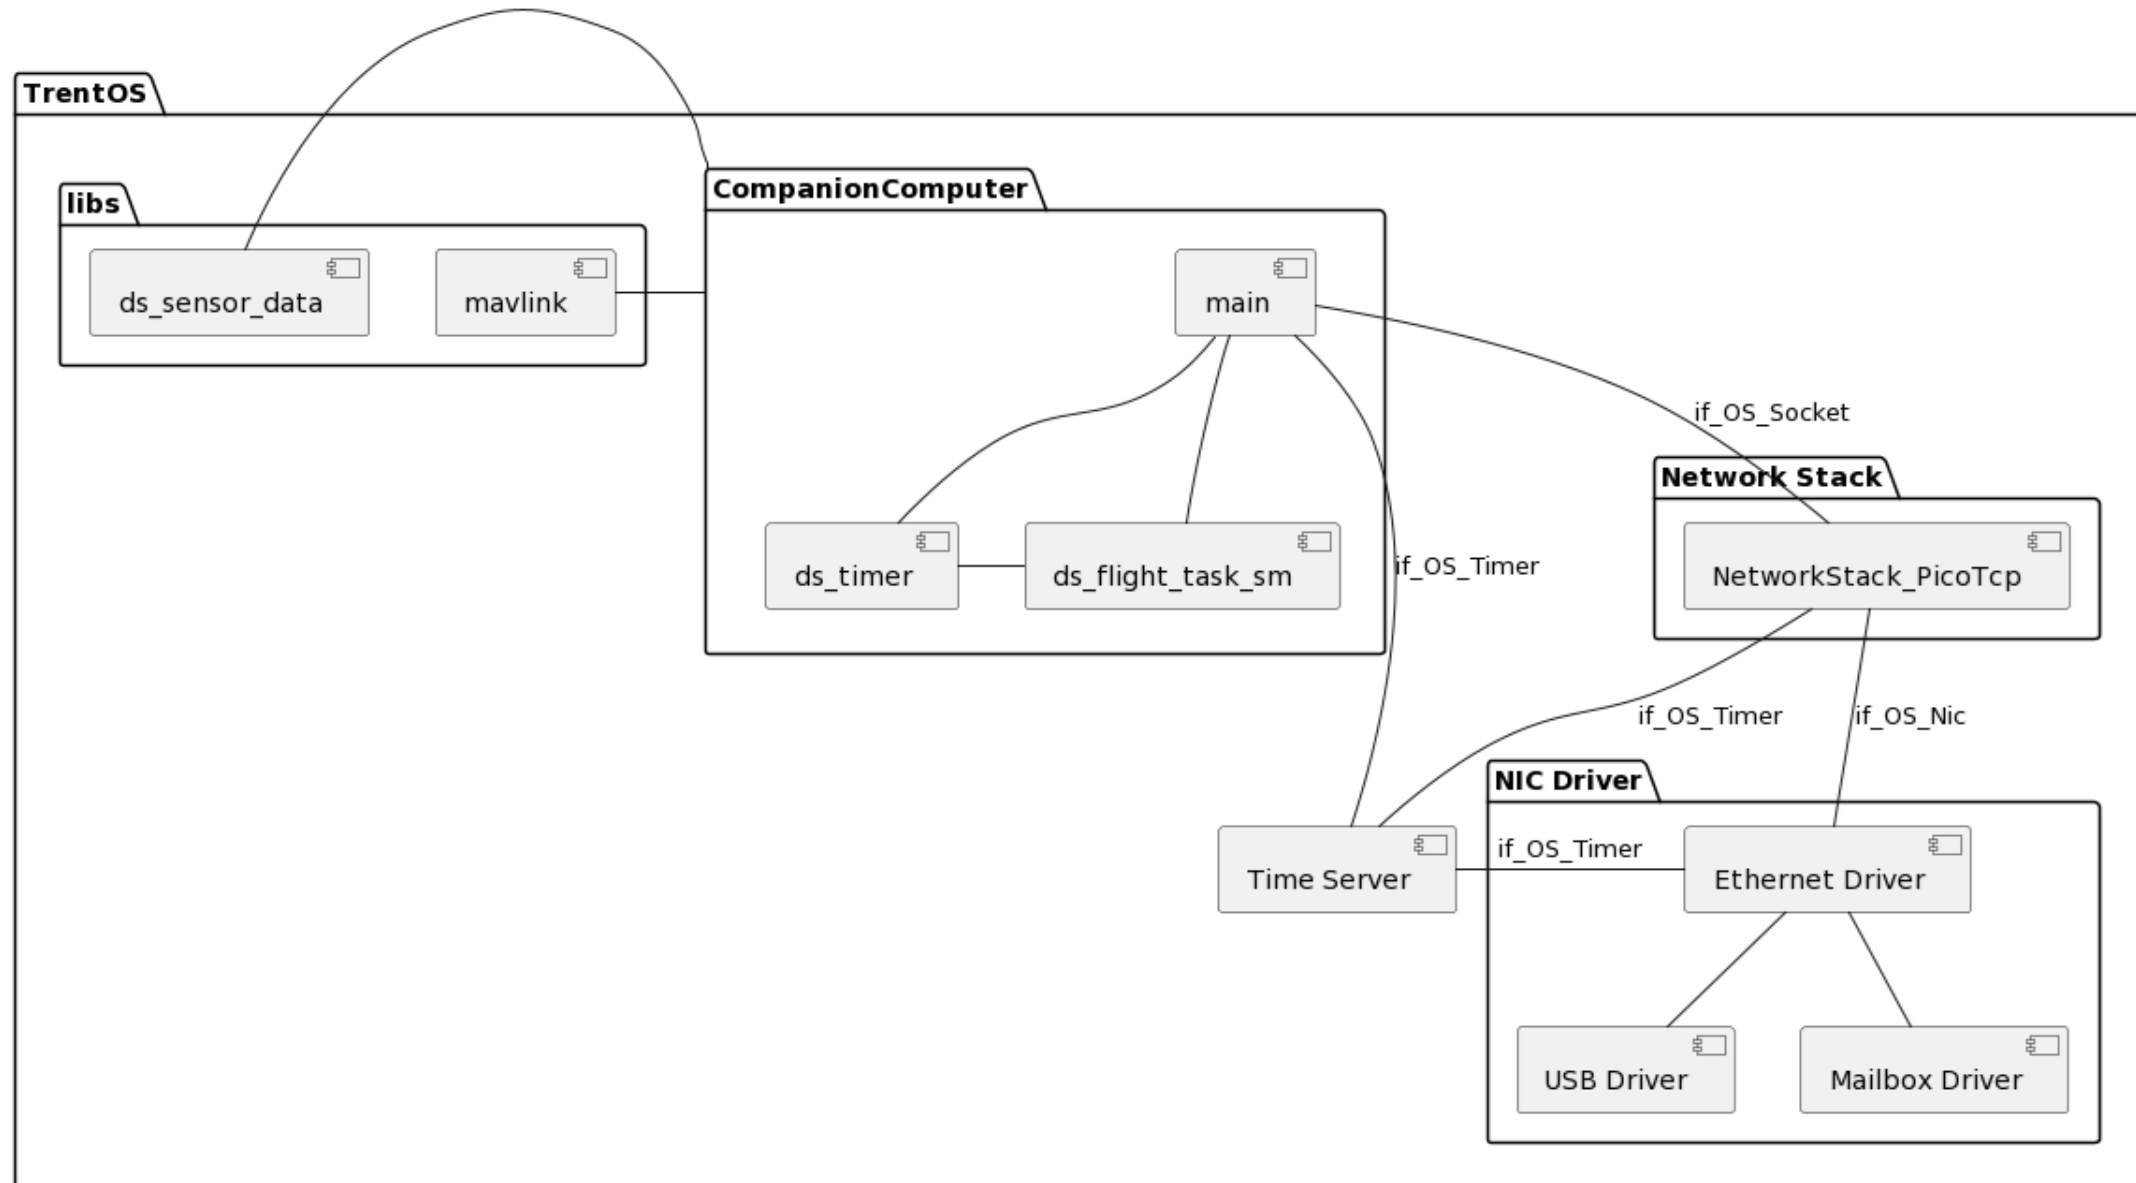 TrentOS
CompanionComputer
libs
ds_sensor_data
mavlink
main
if_OS_Socket
Network Stack
ds_timer
ds_flight_task_sm
if_OS_Timer
NetworkStack_PicoTcp
if_OS_Timer
if_OS_Nic
NIC Driver
if_OS_Timer
Time Server
Ethernet Driver
USB Driver
Mailbox Driver